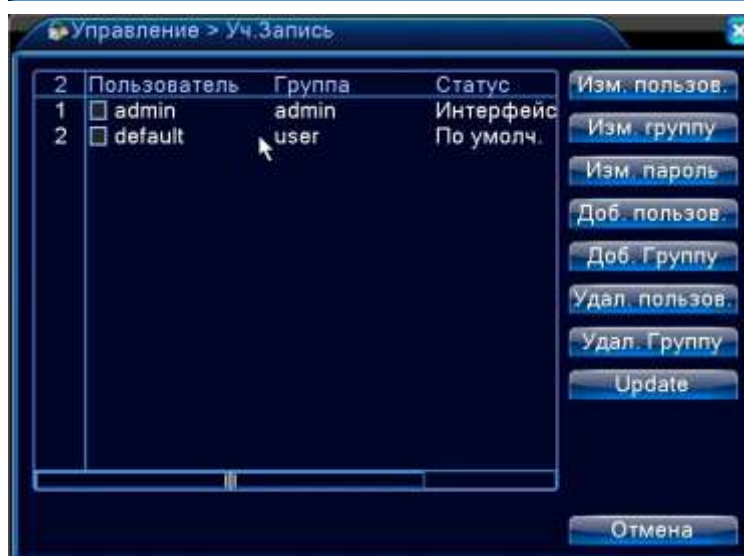 Управление > Уч.Запись
2 Пользователь Группа Статус
1 admin admin Интерфейс
2 default user По умолч.
Изм. пользов.
Изм. группу
Изм. пароль
Доб. пользов.
Доб. Группу
Удал. пользов.
Удал. Группу
Update
Отмена